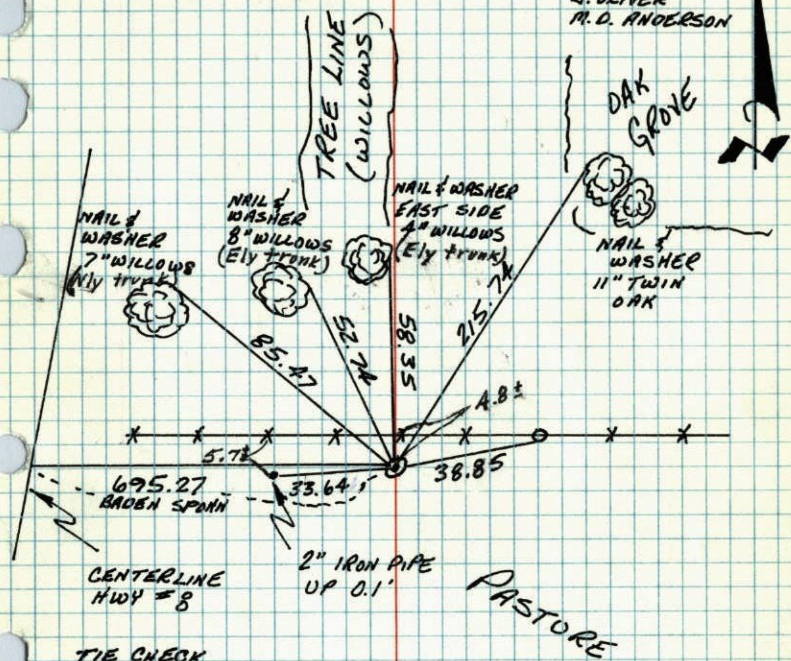 M.D. ANDERSON
TREE LINE
(WILLOWS)
OAK
GROVE
NAIL &
WASHER
7" WILLOWS
(Nly trunk)
NAIL &
WASHER
8" WILLOWS
(Ely trunk)
NAIL & WASHER
EAST SIDE
4" WILLOWS
(Ely trunk)
NAIL &
WASHER
11" TWIN
OAK
85.47
52.74
58.35
215.74
4.8±
5.7±
695.27
33.64
38.85
CENTERLINE
HWY #8
2" IRON PIPE
UP 0.1'
PASTURE
TIE CHECK